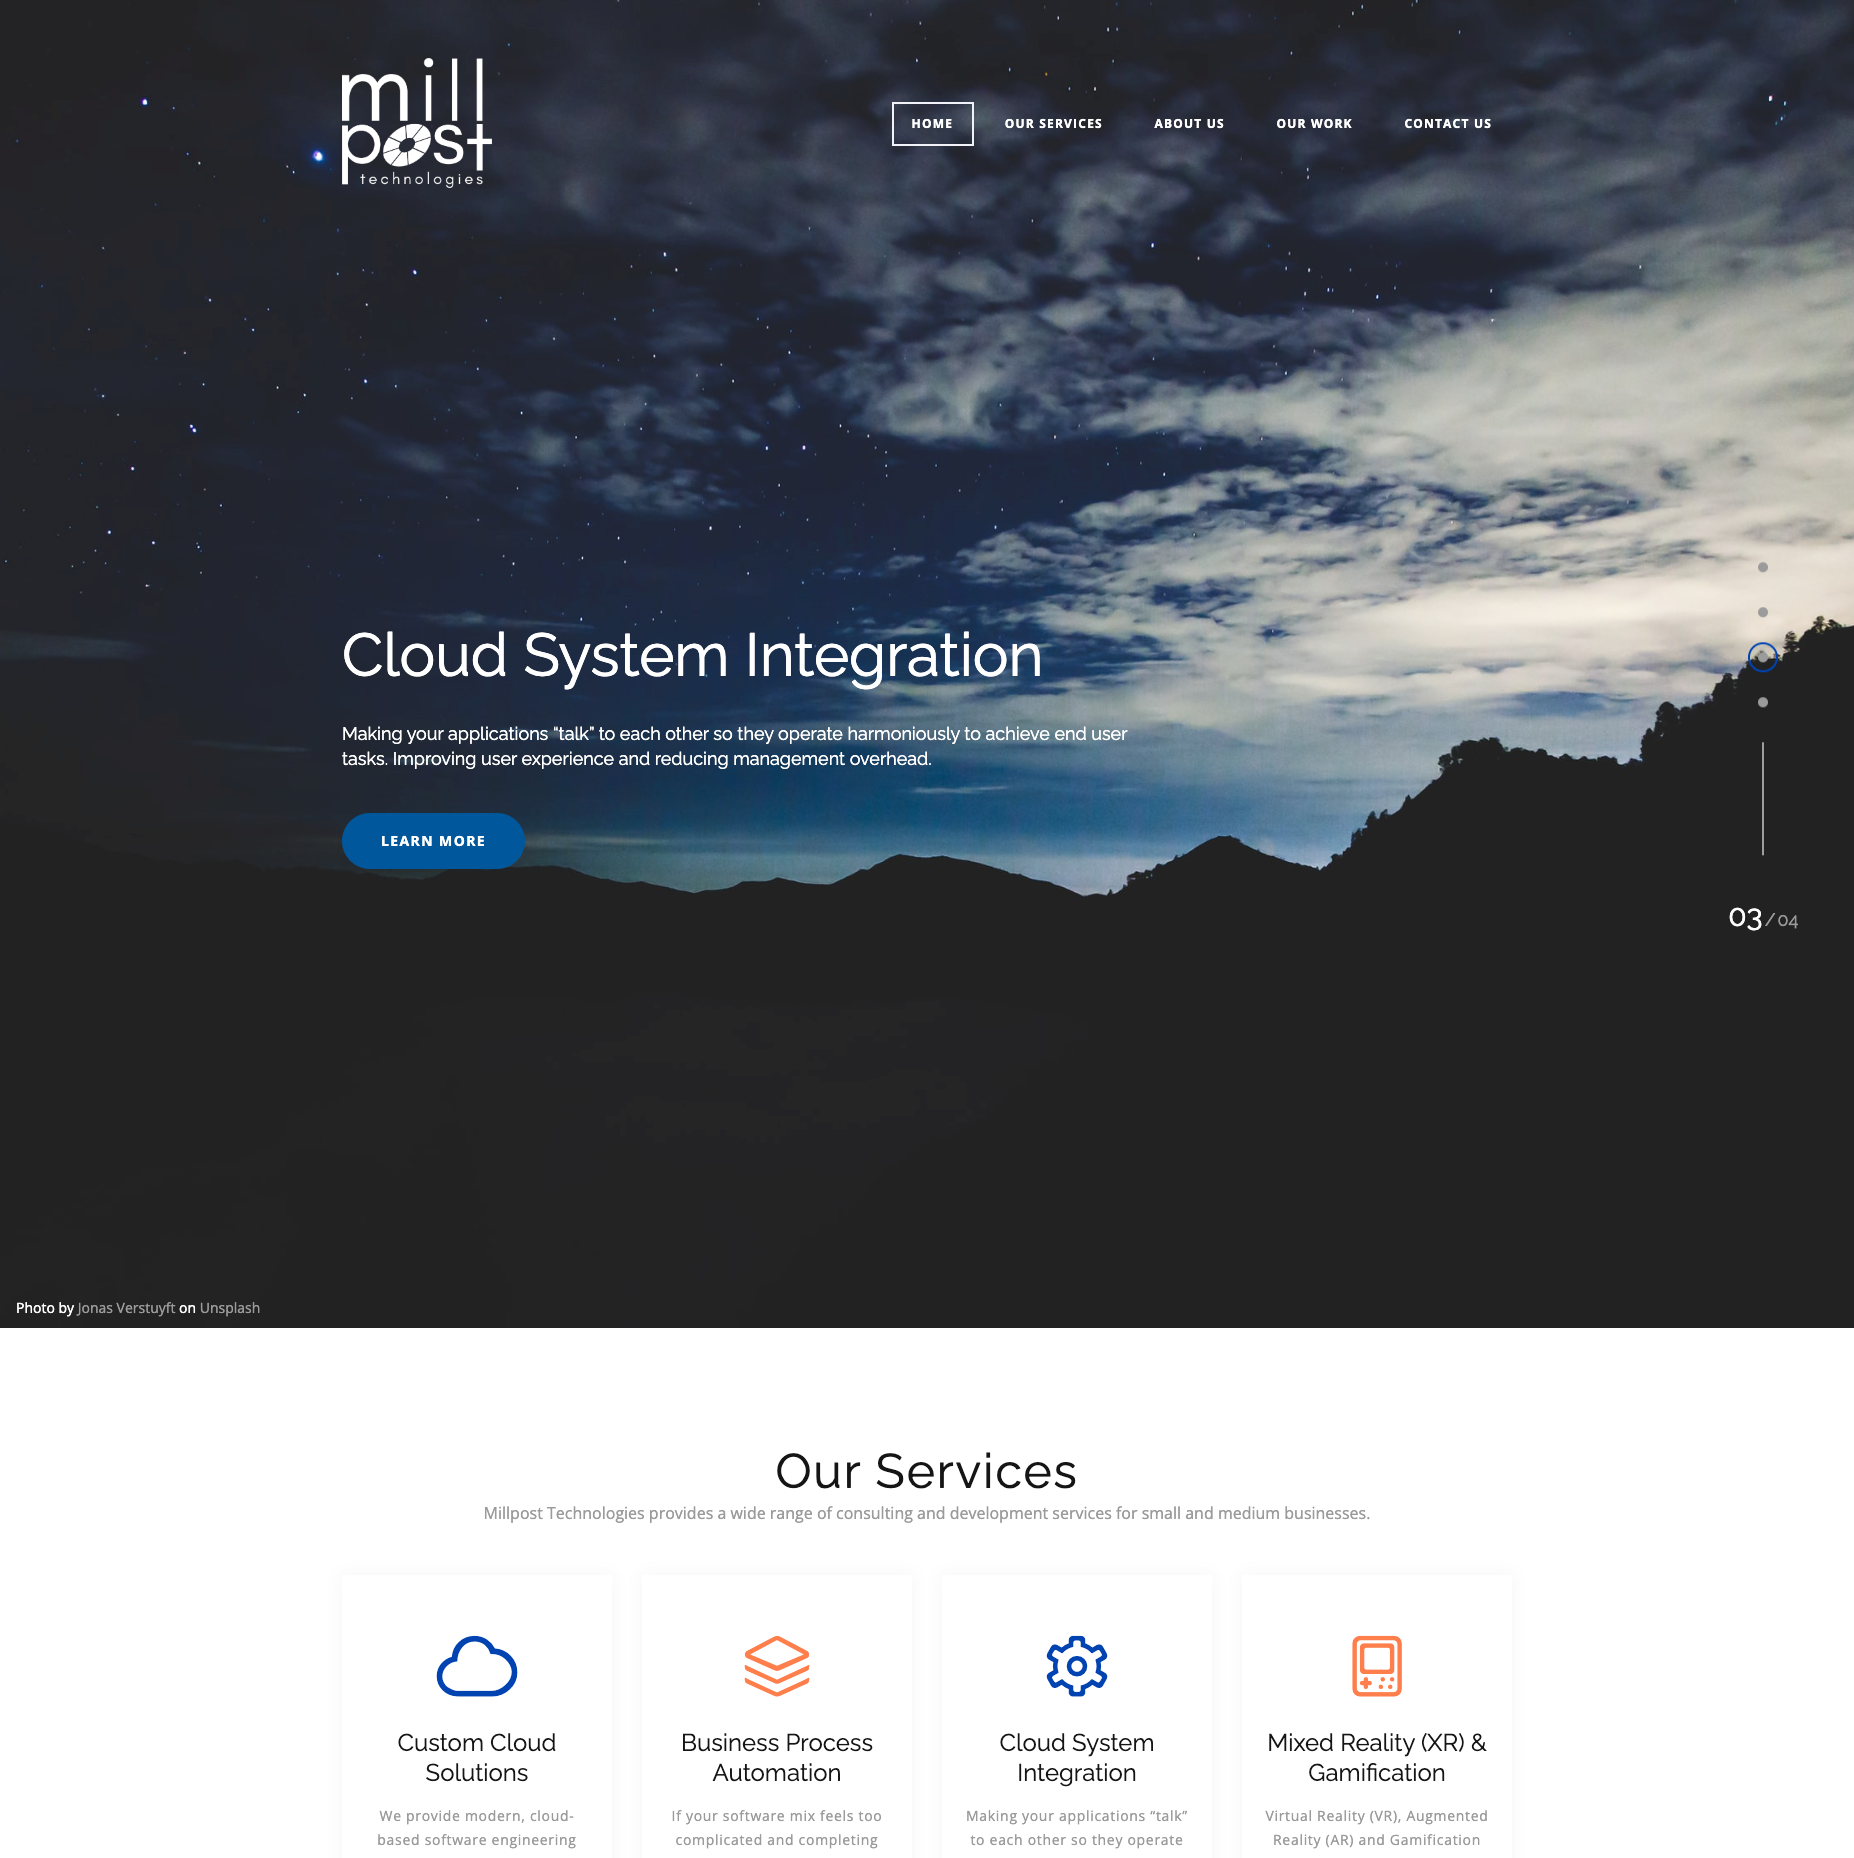 mill
post
technologies
HOME
OUR SERVICES
ABOUT US
OUR WORK
CONTACT US
Cloud System Integration
Making your applications “talk” to each other so they operate harmoniously to achieve end user
tasks. Improving user experience and reducing management overhead.
LEARN MORE
03/04
Photo by Jonas Verstuyft on Unsplash
Our Services
Millpost Technologies provides a wide range of consulting and development services for small and medium businesses.
Custom Cloud
Solutions
We provide modern, cloud-
based software engineering
Business Process
Automation
If your software mix feels too
complicated and completing
Cloud System
Integration
Making your applications “talk”
to each other so they operate
Mixed Reality (XR) &
Gamification
Virtual Reality (VR), Augmented
Reality (AR) and Gamification